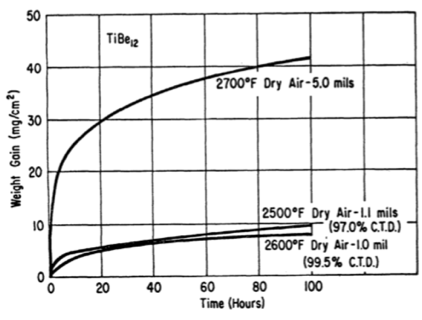 50
40
30
20
10
0
Weight Gain (mg/cm²)
TiBe₁₂
2700°F Dry Air-5.0 mils
2500°F Dry Air-1.1 mils
(97.0% C.T.D.)
2600°F Dry Air-1.0 mil
(99.5% C.T.D.)
0 20 40 60 80 100
Time (Hours)